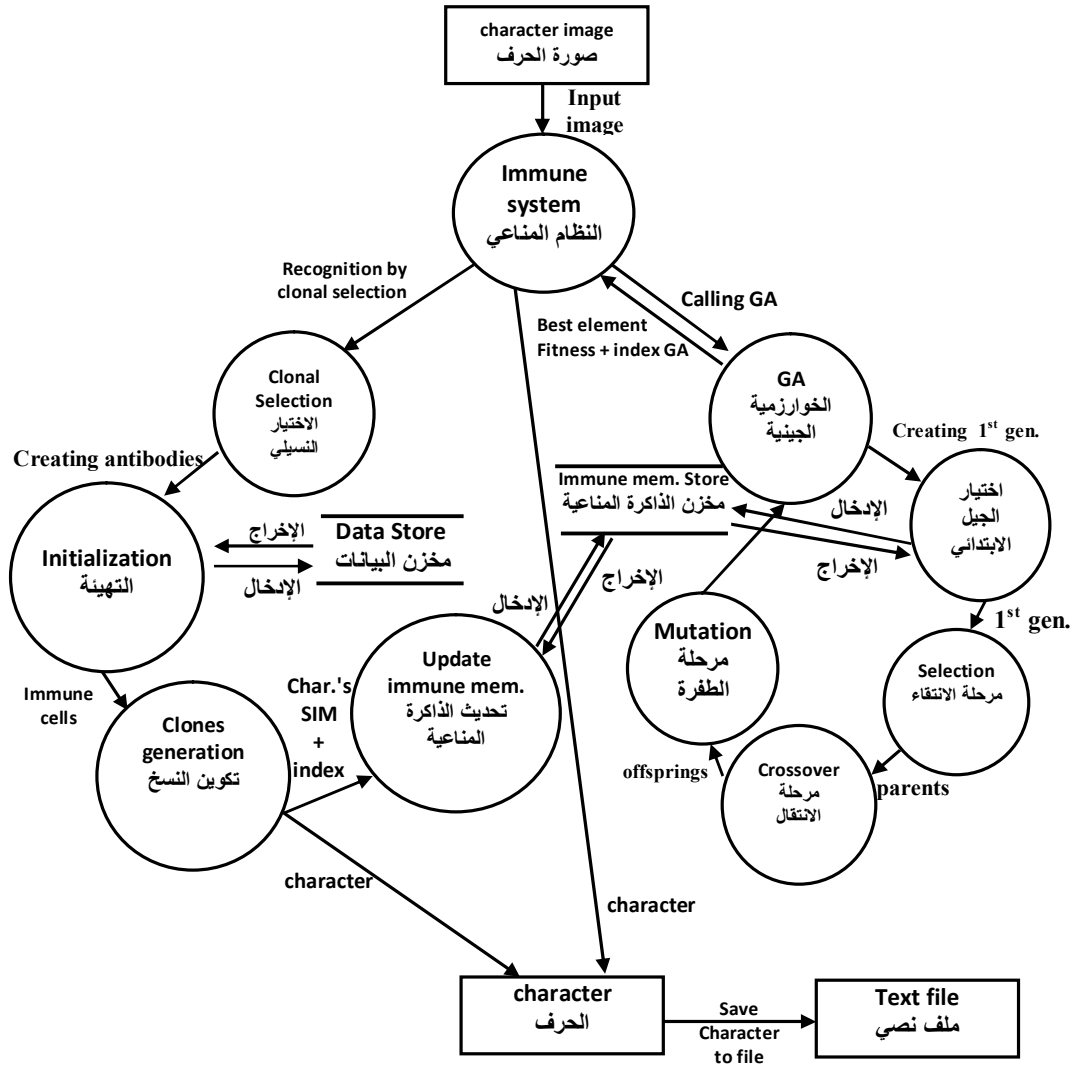 character image
صورة الحرف
Input
image
Immune
system
النظام المناعي
Recognition by
clonal selection
Calling GA
Best element
Fitness + index GA
Clonal
Selection
الاختيار
النسيلي
GA
الخوارزمية
الجينية
Creating antibodies
Creating 1st gen.
Immune mem. Store
مخزن الذاكرة المناعية
الإدخال
الإخراج
اختيار
الجيل
الابتدائي
Initialization
التهيئة
الإخراج
الإدخال
Data Store
مخزن البيانات
الإدخال
الإخراج
1st gen.
Mutation
مرحلة
الطفرة
Selection
مرحلة الانتقاء
Update
immune mem.
تحديث الذاكرة
المناعية
Immune
cells
Clones
generation
تكوين النسخ
Char.'s
SIM
+
index
offsprings
Crossover
مرحلة
الانتقال
parents
character
character
character
الحرف
Save
Character
to file
Text file
ملف نصي